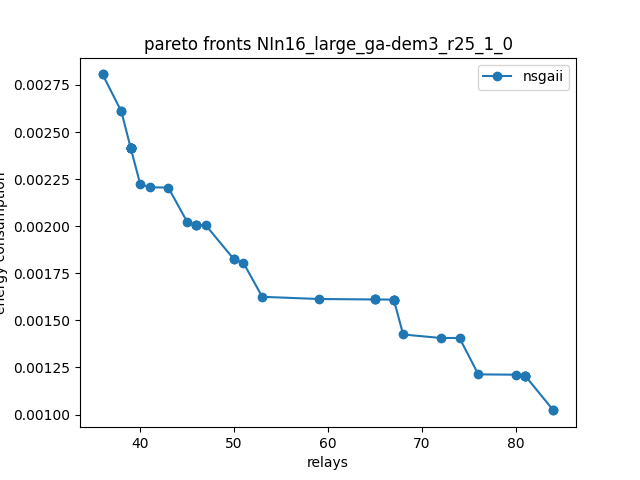 pareto fronts NIn16_large_ga-dem3_r25_1_0
nsgaii
0.00275
0.00250
0.00225
0.00200
0.00175
0.00150
0.00125
0.00100
energy consumption
40 50 60 70 80
relays